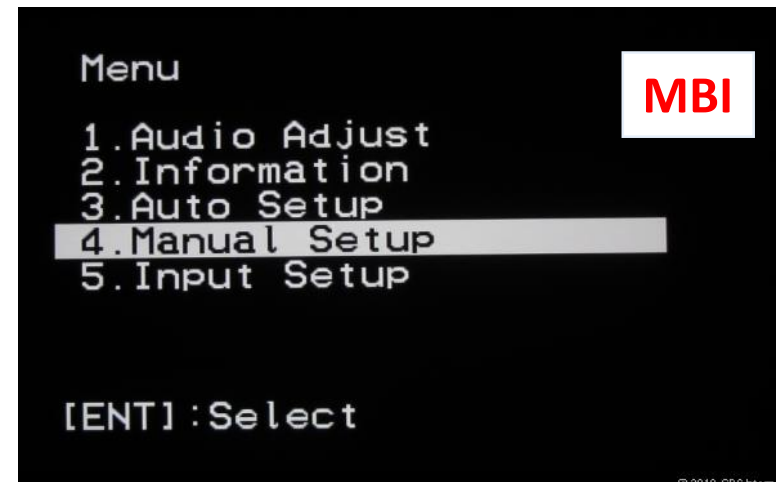 Menu
MBI
1.Audio Adjust
2.Information
3.Auto Setup
4.Manual Setup
5.Input Setup
[ENT]:Select